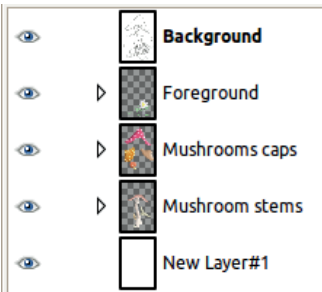 Background
Foreground
Mushrooms caps
Mushroom stems
New Layer#1